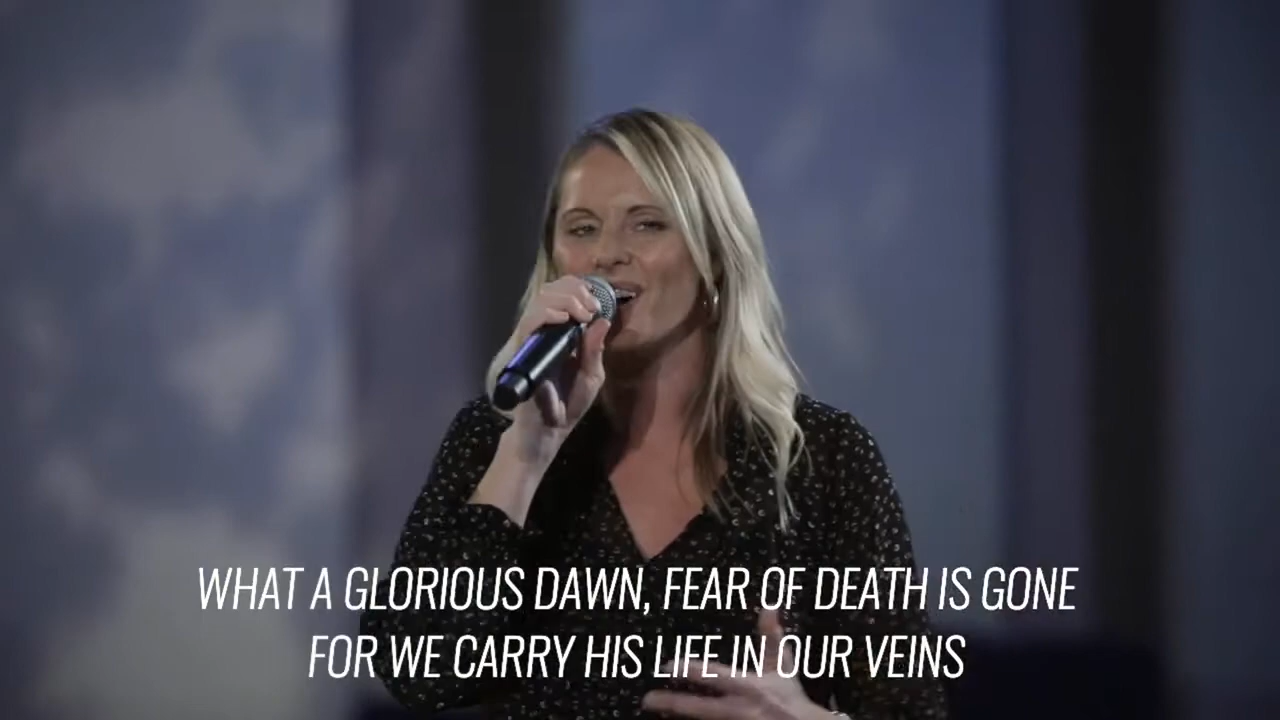 WHAT A GLORIOUS DAWN, FEAR OF DEATH IS GONE
FOR WE CARRY HIS LIFE IN OUR VEINS